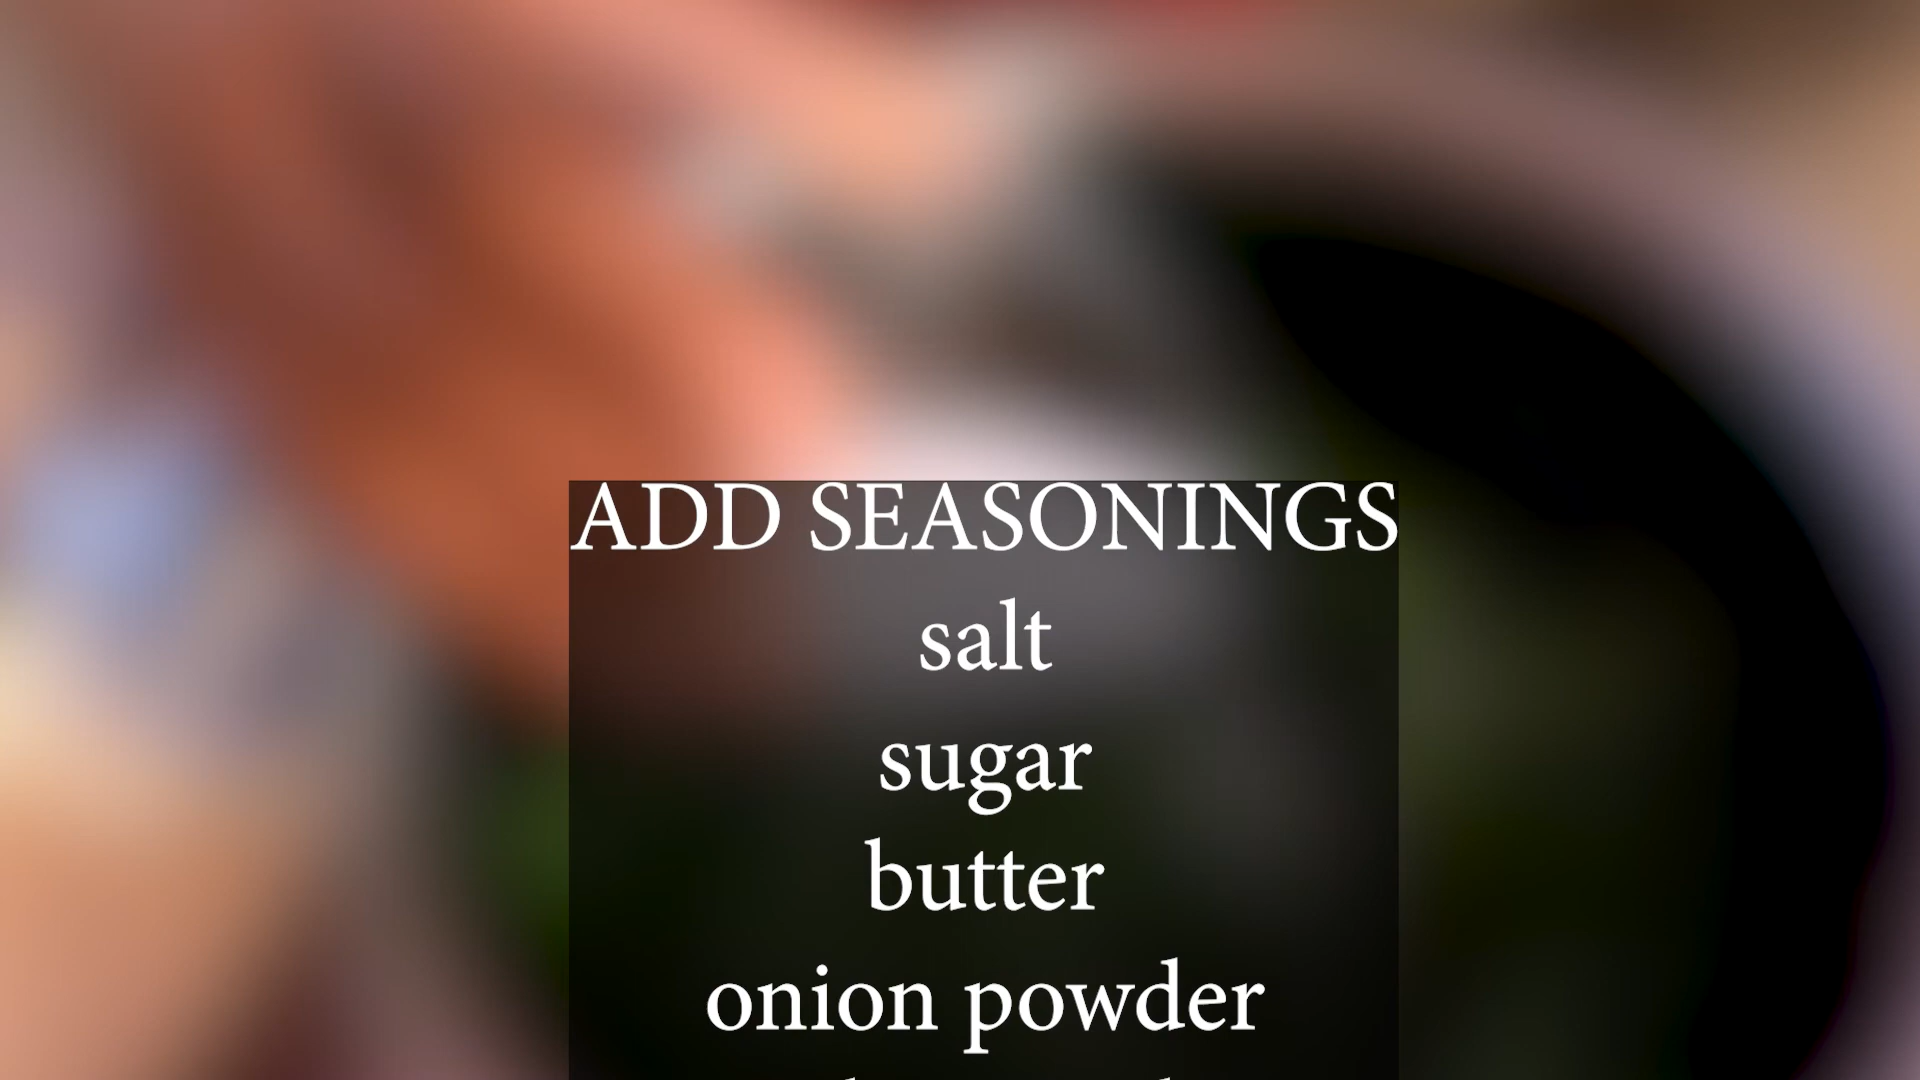 ADD SEASONINGS
salt
sugar
butter
onion powder